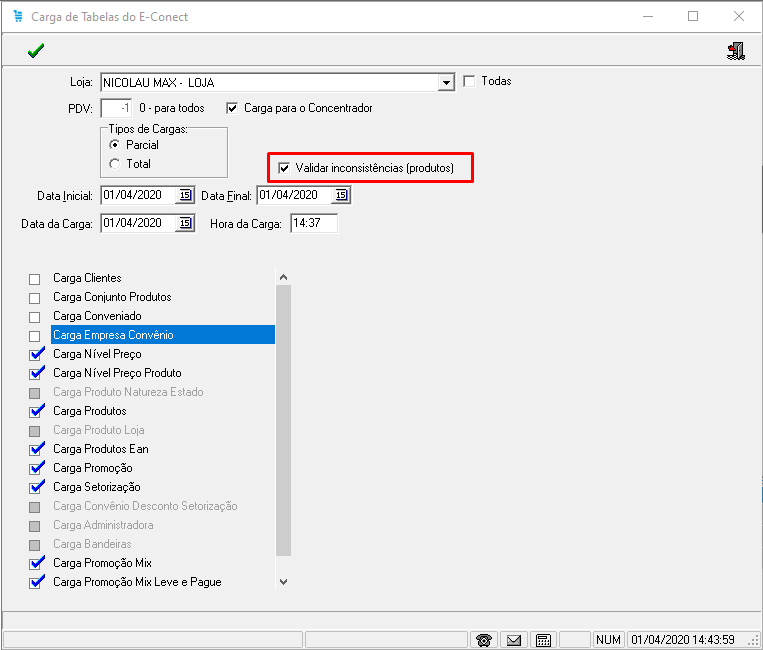 Carga de Tabelas do E-Conect
Loja: NICOLAU MAX - LOJA Todas
PDV: -1 0 - para todos Carga para o Concentrador
Tipos de Cargas:
Parcial
Total
Validar inconsistências (produtos)
Data Inicial: 01/04/2020 15 Data Final: 01/04/2020 15
Data da Carga: 01/04/2020 15 Hora da Carga: 14:37
Carga Clientes
Carga Conjunto Produtos
Carga Conveniado
Carga Empresa Convênio
Carga Nível Preço
Carga Nível Preço Produto
Carga Produto Natureza Estado
Carga Produtos
Carga Produto Loja
Carga Produtos Ean
Carga Promoção
Carga Setorização
Carga Convênio Desconto Setorização
Carga Administradora
Carga Bandeiras
Carga Promoção Mix
Carga Promoção Mix Leve e Pague
NUM 01/04/2020 14:43:59